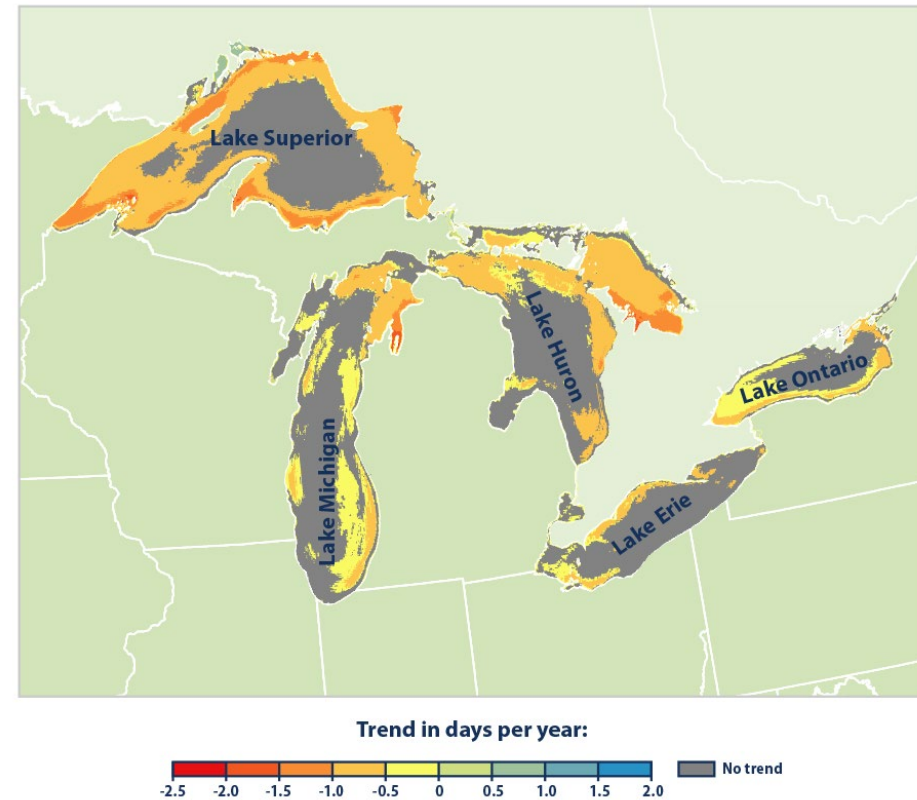 Lake Superior
Lake Huron
Lake Ontario
Lake Michigan
Lake Erie
Trend in days per year:
-2.5 -2.0 -1.5 -1.0 -0.5 0 0.5 1.0 1.5 2.0 No trend